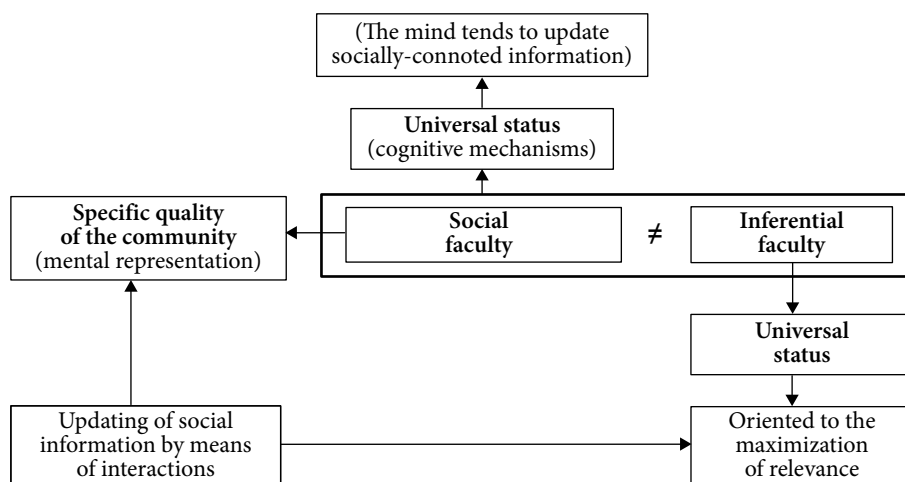 (The mind tends to update
socially-connoted information)
Universal status
(cognitive mechanisms)
Specific quality
of the community
(mental representation)
Social
faculty
≠
Inferential
faculty
Universal
status
Updating of social
information by means
of interactions
Oriented to the
maximization
of relevance